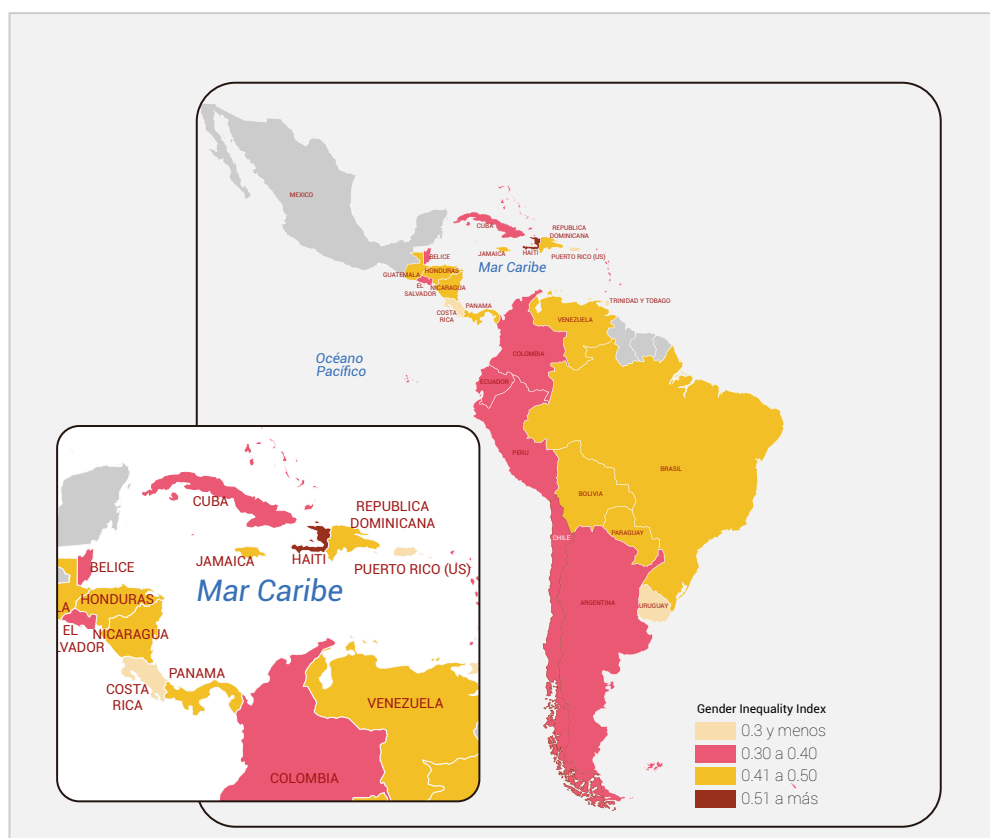 MEXICO
CUBA
REPUBLICA
DOMINICANA
JAMAICA
HAITI
PUERTO RICO (US)
BELICE
Mar Caribe
GUATEMALA
HONDURAS
EL
SALVADOR
NICARAGUA
COSTA
RICA
PANAMA
TRINIDAD Y TOBAGO
VENEZUELA
COLOMBIA
Océano
Pacífico
ECUADOR
PERU
BRASIL
BOLIVIA
PARAGUAY
CHILE
ARGENTINA
URUGUAY
CUBA
REPUBLICA
DOMINICANA
JAMAICA
HAITI
PUERTO RICO (US)
BELICE
Mar Caribe
LA
HONDURAS
EL
LVADOR
NICARAGUA
PANAMA
COSTA
RICA
VENEZUELA
COLOMBIA
Gender Inequality Index
0.3 y menos
0.30 a 0.40
0.41 a 0.50
0.51 a más